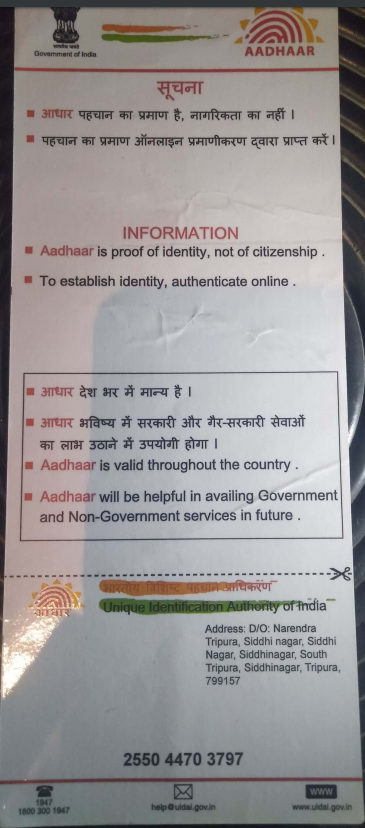 सत्यमेव जयते
Government of India
AADHAAR
सूचना
आधार पहचान का प्रमाण है, नागरिकता का नहीं ।
पहचान का प्रमाण ऑनलाइन प्रमाणीकरण द्वारा प्राप्त करें ।
INFORMATION
Aadhaar is proof of identity, not of citizenship .
To establish identity, authenticate online .
आधार देश भर में मान्य है ।
आधार भविष्य में सरकारी और गैर-सरकारी सेवाओं
का लाभ उठाने में उपयोगी होगा ।
Aadhaar is valid throughout the country .
Aadhaar will be helpful in availing Government
and Non-Government services in future .
भारतीय विशिष्ट पहचान प्राधिकरण
आधार
Unique Identification Authority of India
Address: D/O: Narendra
Tripura, Siddhi nagar, Siddhi
Nagar, Siddhinagar, South
Tripura, Siddhinagar, Tripura,
799157
2550 4470 3797
1947
1800 300 1947
help@uidai.gov.in
www
www.uidai.gov.in